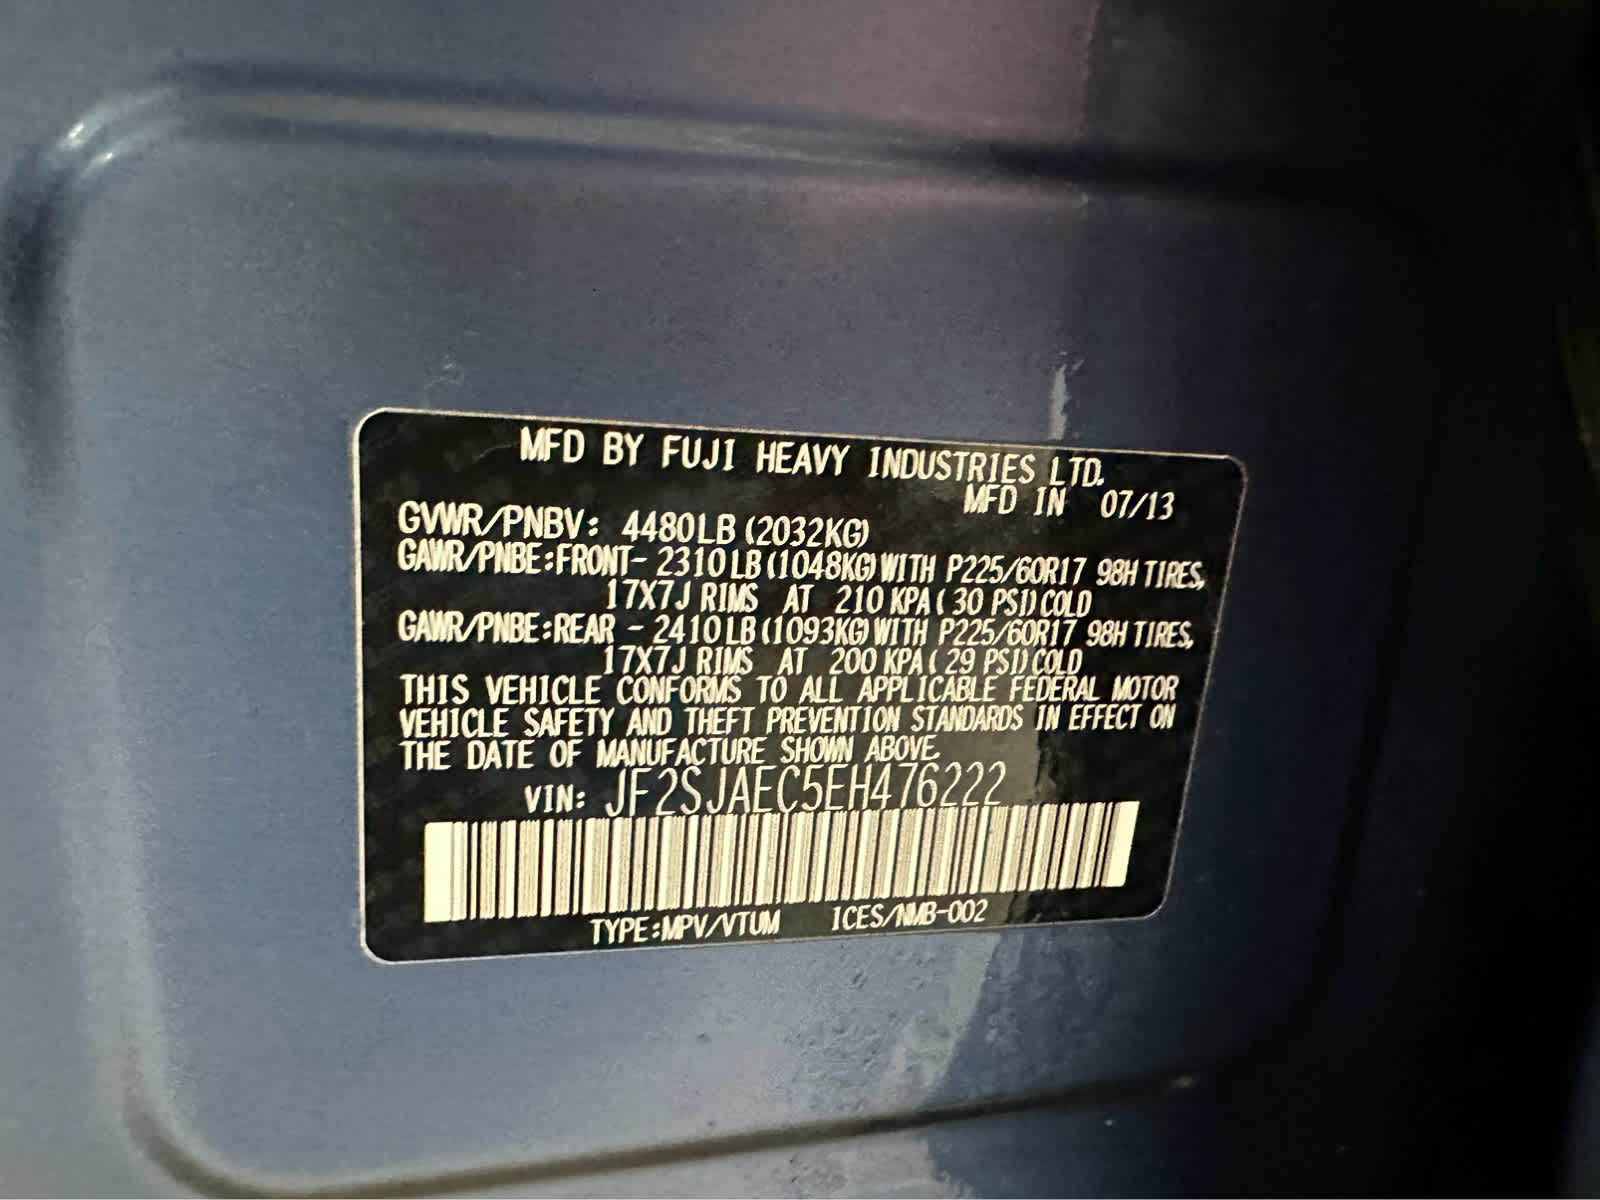 MFD BY FUJI HEAVY INDUSTRIES LTD.
MFD IN 07/13
GVWR/PNBV: 4480LB (2032KG)
GAWR/PNBE:FRONT- 2310LB(1048KG)WITH P225/60R17 98H TIRES,
17X7J RIMS AT 210 KPA( 30 PSI)COLD
GAWR/PNBE:REAR - 2410LB(1093KG)WITH P225/60R17 98H TIRES,
17X7J RIMS AT 200 KPA( 29 PSI)COLD
THIS VEHICLE CONFORMS TO ALL APPLICABLE FEDERAL MOTOR
VEHICLE SAFETY AND THEFT PREVENTION STANDARDS IN EFFECT ON
THE DATE OF MANUFACTURE SHOWN ABOVE.
VIN: JF2SJAEC5EH476222
TYPE:MPV/VTUM ICES/NMB-002